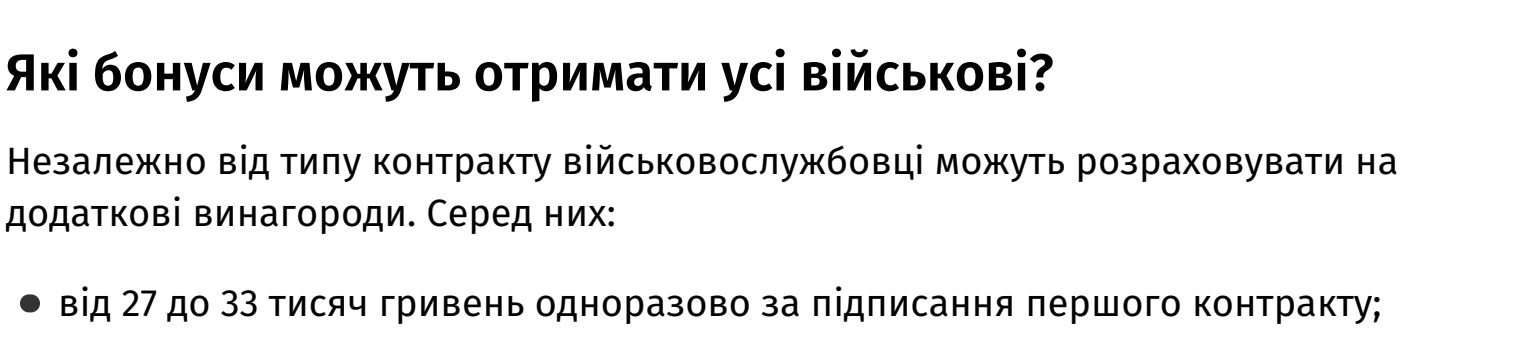 Які бонуси можуть отримати усі військові?
Незалежно від типу контракту військовослужбовці можуть розраховувати на
додаткові винагороди. Серед них:
● від 27 до 33 тисяч гривень одноразово за підписання першого контракту;